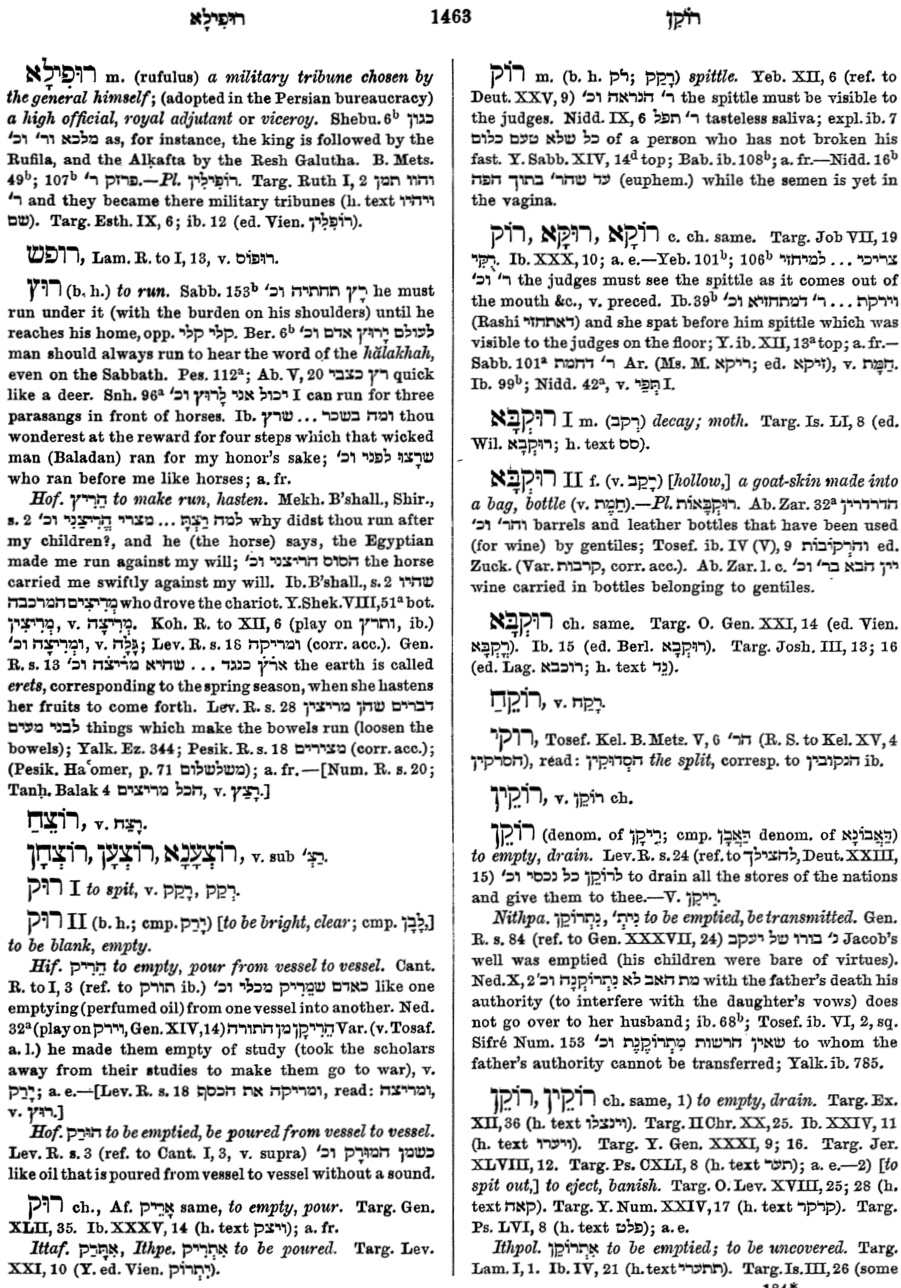 רוּפִילָא 1463 רוֹקֵן
רוּפִילָא m. (rufulus) a military tribune chosen by
the general himself; (adopted in the Persian bureaucracy)
a high official, royal adjutant or viceroy. Shebu. 6ᵇ כגון
מלכא ור׳ וכ׳ as, for instance, the king is followed by the
Rufila, and the Alḳafta by the Resh Galutha. B. Mets.
49ᵇ; 107ᵇ פרזק ר׳.—Pl. רוֹפִילִין. Targ. Ruth I, 2 והוו תמן
ר׳ and they became there military tribunes (h. text ויהיו
שם). Targ. Esth. IX, 6; ib. 12 (ed. Vien. רוֹפְלִין).
רופש, Lam. R. to I, 13, v. רופוס.
רוּץ (b. h.) to run. Sabb. 153ᵇ רָץ תחתיה וכ׳ he must
run under it (with the burden on his shoulders) until he
reaches his home, opp. קלי קלי. Ber. 6ᵇ לעולם יָרוּץ אדם וכ׳
man should always run to hear the word of the hălakhah,
even on the Sabbath. Pes. 112ᵃ; Ab. V, 20 רץ כצבי quick
like a deer. Snh. 96ᵃ יכול אני לָרוּץ וכ׳ I can run for three
parasangs in front of horses. Ib. ומה בשכר ... שרץ thou
wonderest at the reward for four steps which that wicked
man (Baladan) ran for my honor's sake; שרצו לפני וכ׳
who ran before me like horses; a. fr.
Hof. הֵרִיץ to make run, hasten. Mekh. B'shall., Shir.,
s. 2 למה רַצְתָּ ... מצרי הֱרִיצַנִי וכ׳ why didst thou run after
my children?, and he (the horse) says, the Egyptian
made me run against my will; הסוס הריצני וכ׳ the horse
carried me swiftly against my will. Ib. B'shall., s. 2 שהיו
מְרִיצִים המרכבה who drove the chariot. Y. Shek. VIII, 51ᵃ bot.
מְרִיצִין, v. מְרִיצָה. Koh. R. to XII, 6 (play on ותרץ, ib.)
וּמְרִיצָה וכ׳, v. גֻּלָּה; Lev. R. s. 18 ומריקה (corr. acc.). Gen.
R. s. 13 ארץ כנגד ... שהיא מריצה וכ׳ the earth is called
erets, corresponding to the spring season, when she hastens
her fruits to come forth. Lev. R. s. 28 דברים שהן מריצין
לבני מעים things which make the bowels run (loosen the
bowels); Yalk. Ez. 344; Pesik. R. s. 18 מצירים (corr. acc.);
(Pesik. Haʿomer, p. 71 משלשלום); a. fr.—[Num. R. s. 20;
Tanḥ. Balak 4 הכל מריצים, v. רָצַץ.]
רוֹצֵחַ, v. רָצַח.
רוֹצְעָנָא, רוֹצְעָן, רוֹצְחָן, v. sub רַצְ׳.
רוּק I to spit, v. רָקַק, רְקַק.
רוּק II (b. h.; cmp. יָרַק) [to be bright, clear; cmp. לָבָן,]
to be blank, empty.
Hif. הֵרִיק to empty, pour from vessel to vessel. Cant.
R. to I, 3 (ref. to תורק ib.) כאדם שמֵרִיק מכלי וכ׳ like one
emptying (perfumed oil) from one vessel into another. Ned.
32ᵃ (play on וירק, Gen. XIV, 14) הֱרִיקָן מן התורה Var. (v. Tosaf.
a. l.) he made them empty of study (took the scholars
away from their studies to make them go to war), v.
יָרַק; a. e.—[Lev. R. s. 18 ומריקה את הכסף, read: ומריצה,
v. רוּץ.]
Hof. הוּרַק to be emptied, be poured from vessel to vessel.
Lev. R. s. 3 (ref. to Cant. I, 3, v. supra) כשמן המוּרָק וכ׳
like oil that is poured from vessel to vessel without a sound.
רוּק ch., Af. אָרִיק same, to empty, pour. Targ. Gen.
XLII, 35. Ib. XXXV, 14 (h. text ויצק); a. fr.
Ittaf. אִתָּרַק, Ithpe. אִתְרִיק to be poured. Targ. Lev.
XXI, 10 (Y. ed. Vien. יִתְרוֹק).
רוֹק m. (b. h. רק; רָקַק) spittle. Yeb. XII, 6 (ref. to
Deut. XXV, 9) ר׳ הנראה וכ׳ the spittle must be visible to
the judges. Nidd. IX, 6 ר׳ תפל tasteless saliva; expl. ib. 7
כל שלא טעם כלום of a person who has not broken his
fast. Y. Sabb. XIV, 14ᵈ top; Bab. ib. 108ᵇ; a. fr.—Nidd. 16ᵇ
עד שהר׳ בתוך הפה (euphem.) while the semen is yet in
the vagina.
רוֹקָא, רוּקָּא, רוֹק c. ch. same. Targ. Job VII, 19
רֻקִּי. Ib. XXX, 10; a. e.—Yeb. 101ᵇ; 106ᵇ צריכי ... למיחזי
ר׳ וכ׳ the judges must see the spittle as it comes out of
the mouth &c., v. preced. Ib. 39ᵇ וירקת ... ר׳ דמתחזיא וכ׳
(Rashi דאתחזי) and she spat before him spittle which was
visible to the judges on the floor; Y. ib. XII, 13ᵃ top; a. fr.—
Sabb. 101ᵃ ר׳ דחמת Ar. (Ms. M. ריקא; ed. זיקא), v. חֵמֶת.
Ib. 99ᵇ; Nidd. 42ᵃ, v. תְּפֵי I.
רוּקְבָּא I m. (רקב) decay; moth. Targ. Is. LI, 8 (ed.
Wil. רוּקְבָא; h. text סס).
רוּקְבָּא II f. (v. רָקַב) [hollow,] a goat-skin made into
a bag, bottle (v. חֵמֶת).—Pl. רוּקְבָּאוֹת. Ab. Zar. 32ᵃ הדרדורין
והר׳ וכ׳ barrels and leather bottles that have been used
(for wine) by gentiles; Tosef. ib. IV (V), 9 והרקיבות ed.
Zuck. (Var. קרבות, corr. acc.). Ab. Zar. l. c. יין הבא בר׳ וכ׳
wine carried in bottles belonging to gentiles.
רוּקְבָּא ch. same. Targ. O. Gen. XXI, 14 (ed. Vien.
רָקְבָּא). Ib. 15 (ed. Berl. רוּקְבָא). Targ. Josh. III, 13; 16
(ed. Lag. רוכבא; h. text נֵד).
רוֹקֵחַ, v. רָקַח.
רוקי, Tosef. Kel. B. Mets. V, 6 הר׳ (R. S. to Kel. XV, 4
הסרקין), read: הסדוקין the split, corresp. to הנקובין ib.
רוֹקֵין, v. רוֹקֵן ch.
רוֹקֵן (denom. of רֵיקָן; cmp. דַּאֲבָן denom. of דַּאֲבוֹנָא)
to empty, drain. Lev. R. s. 24 (ref. to להצילך, Deut. XXIII,
15) לרוֹקֵן כל נכסי וכ׳ to drain all the stores of the nations
and give them to thee.—V. רֵיקָן.
Nithpa. נִתְרוֹקֵן, נִיתְ׳ to be emptied, be transmitted. Gen.
R. s. 84 (ref. to Gen. XXXVII, 24) נ׳ בורו של יעקב Jacob's
well was emptied (his children were bare of virtues).
Ned. X, 2 מת האב לא נִתְרוֹקְנָה וכ׳ with the father's death his
authority (to interfere with the daughter's vows) does
not go over to her husband; ib. 68ᵇ; Tosef. ib. VI, 2, sq.
Sifré Num. 153 שאין הרשות מִתְרוֹקֶנֶת וכ׳ to whom the
father's authority cannot be transferred; Yalk. ib. 785.
רוֹקֵין, רוֹקֵן ch. same, 1) to empty, drain. Targ. Ex.
XII, 36 (h. text וינצלו). Targ. II Chr. XX, 25. Ib. XXIV, 11
(h. text ויערו). Targ. Y. Gen. XXXI, 9; 16. Targ. Jer.
XLVIII, 12. Targ. Ps. CXLI, 8 (h. text תער); a. e.—2) [to
spit out,] to eject, banish. Targ. O. Lev. XVIII, 25; 28 (h.
text קאה). Targ. Y. Num. XXIV, 17 (h. text קרקר). Targ.
Ps. LVI, 8 (h. text פלט); a. e.
Ithpol. אִתְרוֹקַן to be emptied; to be uncovered. Targ.
Lam. I, 1. Ib. IV, 21 (h. text תתערי). Targ. Is. III, 26 (some